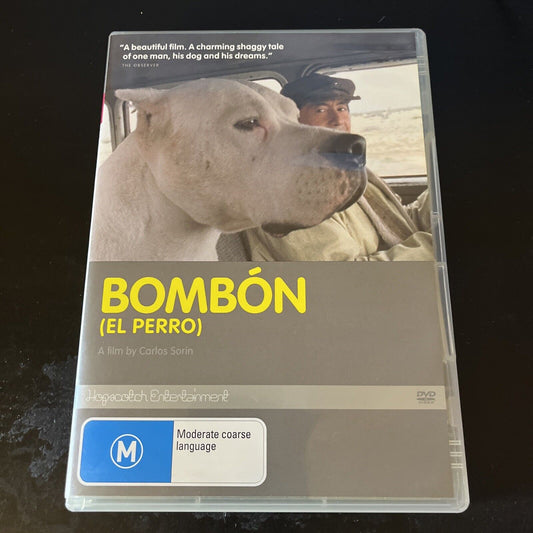 “A beautiful film. A charming shaggy tale
of one man, his dog and his dreams.”
THE OBSERVER
BOMBÓN
(EL PERRO)
A film by Carlos Sorin
Hopscotch Entertainment
DVD
M
Moderate coarse
language